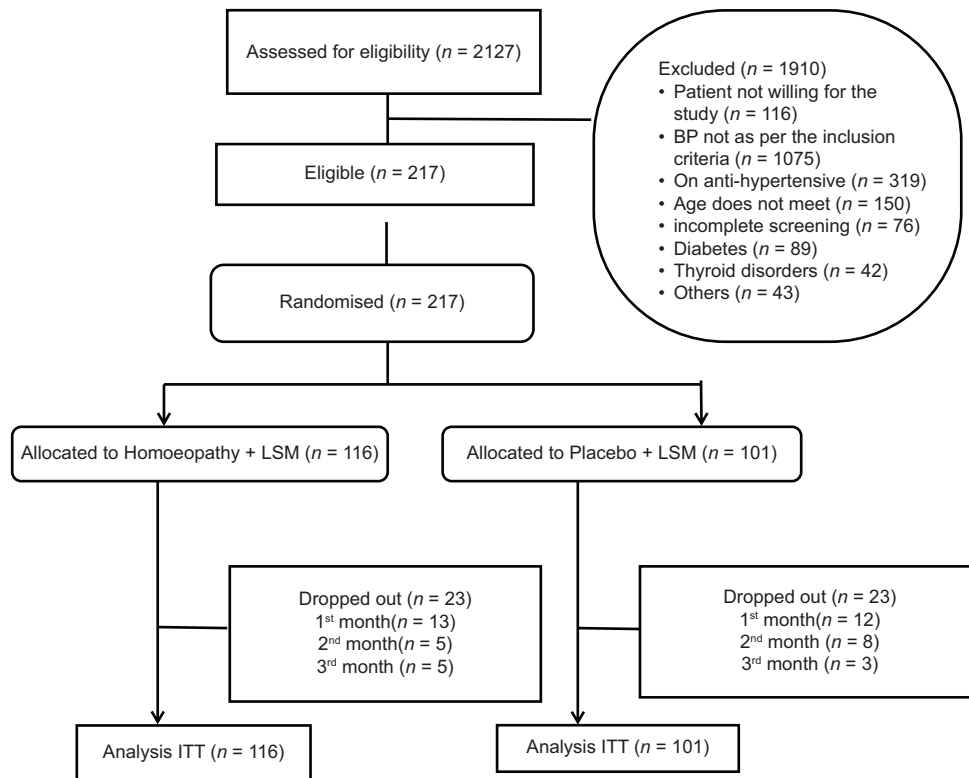 Assessed for eligibility (n = 2127)
Excluded (n = 1910)
• Patient not willing for the
study (n = 116)
• BP not as per the inclusion
criteria (n = 1075)
• On anti-hypertensive (n = 319)
• Age does not meet (n = 150)
• incomplete screening (n = 76)
• Diabetes (n = 89)
• Thyroid disorders (n = 42)
• Others (n = 43)
Eligible (n = 217)
Randomised (n = 217)
Allocated to Homoeopathy + LSM (n = 116)
Allocated to Placebo + LSM (n = 101)
Dropped out (n = 23)
1st month(n = 13)
2nd month (n = 5)
3rd month (n = 5)
Dropped out (n = 23)
1st month (n = 12)
2nd month (n = 8)
3rd month (n = 3)
Analysis ITT (n = 116)
Analysis ITT (n = 101)